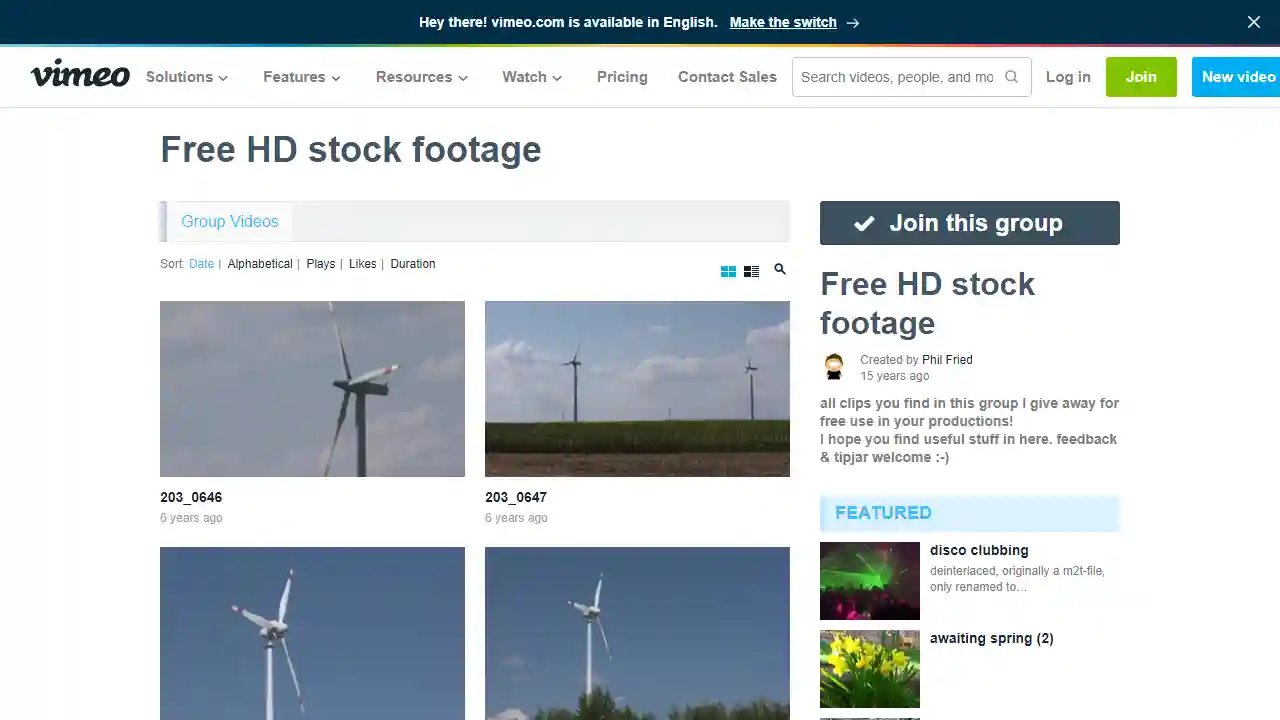 Hey there! vimeo.com is available in English. Make the switch →
vimeo Solutions Features Resources Watch Pricing Contact Sales Search videos, people, and mo Log in Join New video
Free HD stock footage
Group Videos
Sort: Date | Alphabetical | Plays | Likes | Duration
203_0646
6 years ago
203_0647
6 years ago
Join this group
Free HD stock
footage
Created by Phil Fried
15 years ago
all clips you find in this group I give away for
free use in your productions!
I hope you find useful stuff in here. feedback
& tipjar welcome :-)
FEATURED
disco clubbing
deinterlaced, originally a m2t-file,
only renamed to…
awaiting spring (2)